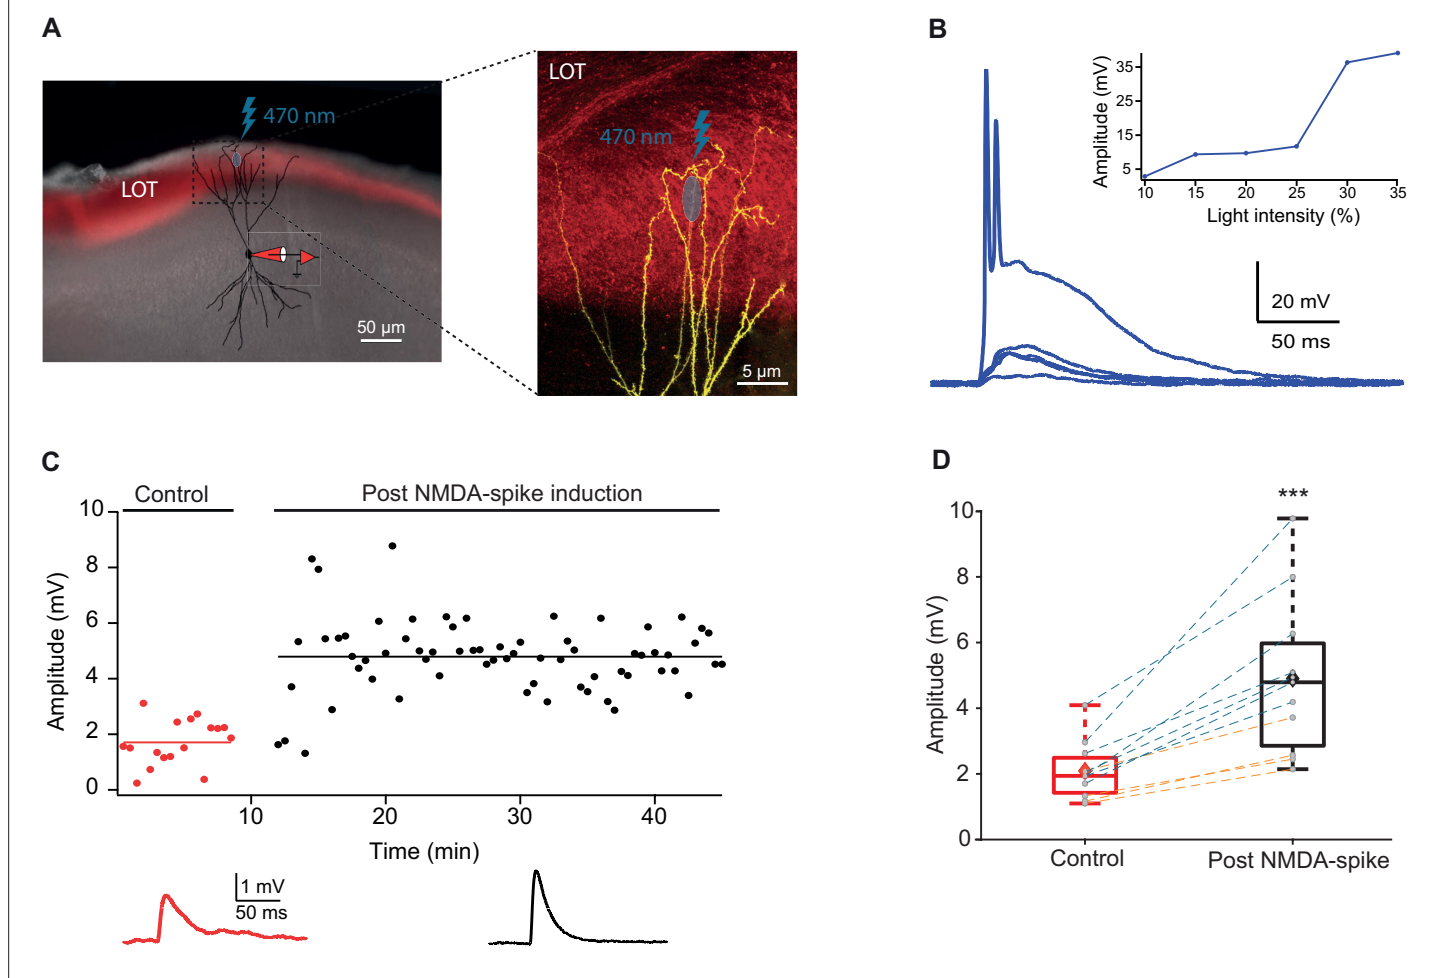 A
LOT
470 nm
50 µm
LOT
470 nm
5 µm
B
Amplitude (mV)
35
25
15
5
10 15 20 25 30 35
Light intensity (%)
20 mV
50 ms
C
Control
Post NMDA-spike induction
Amplitude (mV)
10
8
6
4
2
0
10 20 30 40
Time (min)
1 mV
50 ms
D
***
Amplitude (mV)
10
8
6
4
2
0
Control
Post NMDA-spike